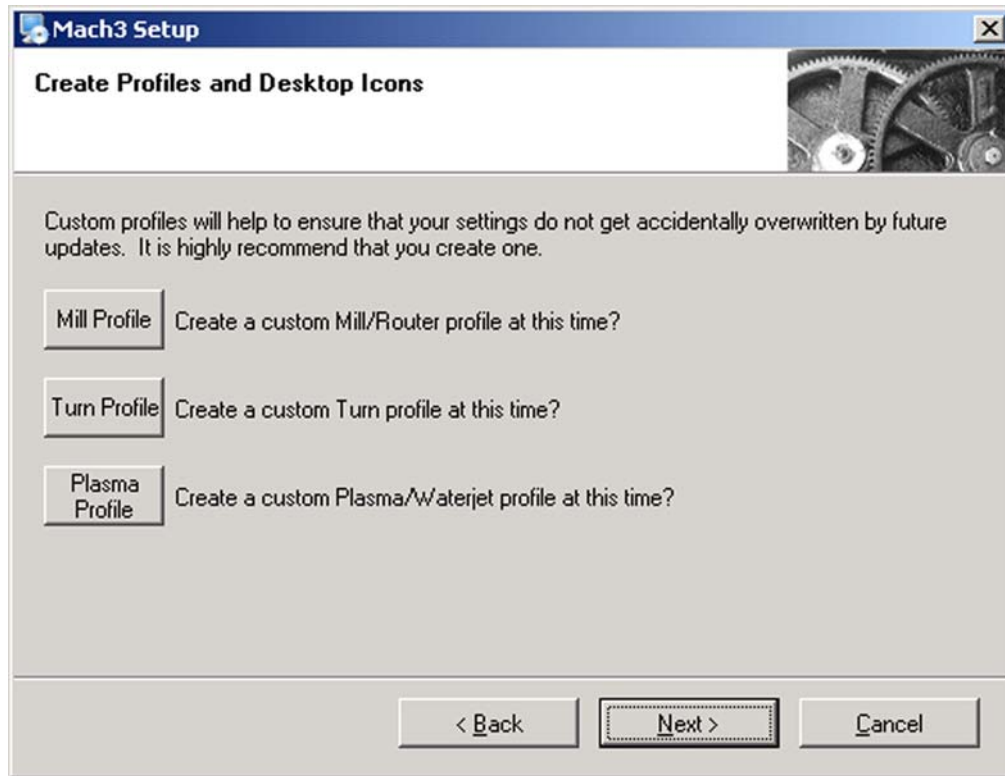 Mach3 Setup
Create Profiles and Desktop Icons
Custom profiles will help to ensure that your settings do not get accidentally overwritten by future
updates. It is highly recommend that you create one.
Mill Profile
Create a custom Mill/Router profile at this time?
Turn Profile
Create a custom Turn profile at this time?
Plasma
Profile
Create a custom Plasma/Waterjet profile at this time?
< Back
Next >
Cancel